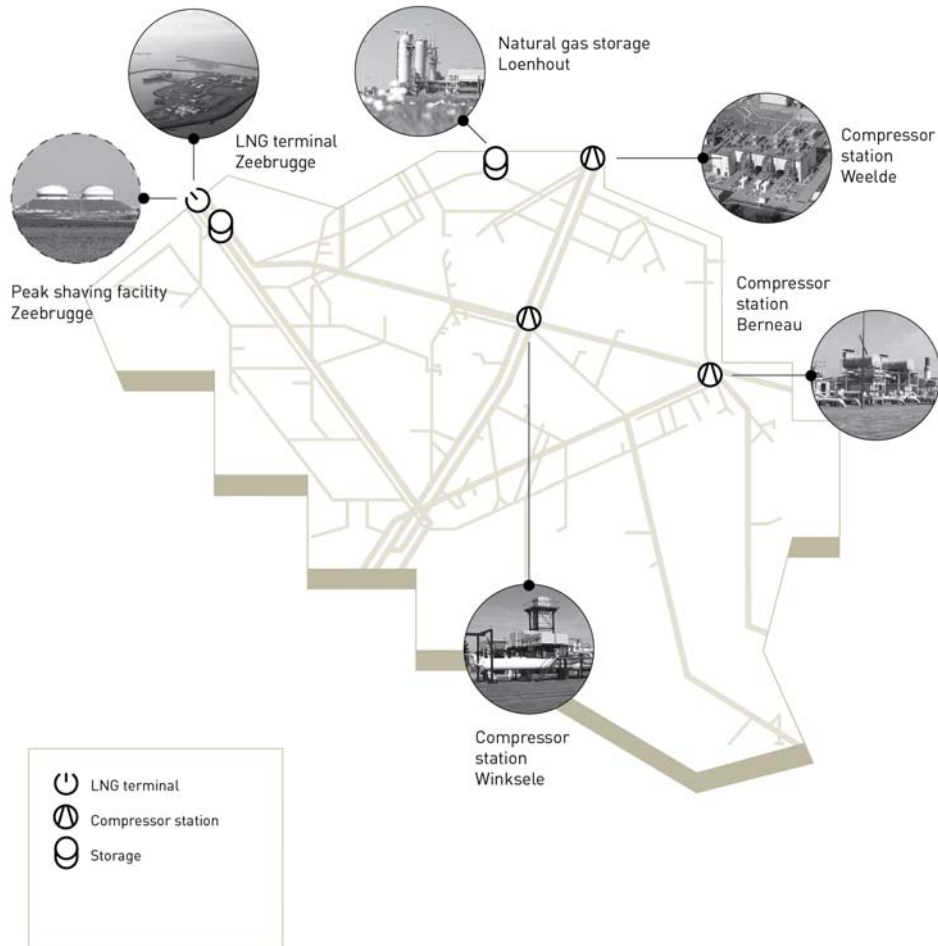 Natural gas storage
Loenhout
LNG terminal
Zeebrugge
Compressor
station
Weelde
Peak shaving facility
Zeebrugge
Compressor
station
Berneau
Compressor
station
Winksele
LNG terminal
Compressor station
Storage